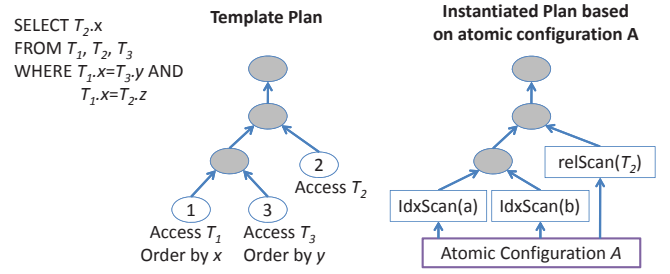 SELECT T2.x
FROM T1, T2, T3
WHERE T1.x=T3.y AND
T1.x=T2.z
Template Plan
2
Access T2
1
Access T1
Order by x
3
Access T3
Order by y
Instantiated Plan based
on atomic configuration A
relScan(T2)
IdxScan(a)
IdxScan(b)
Atomic Configuration A